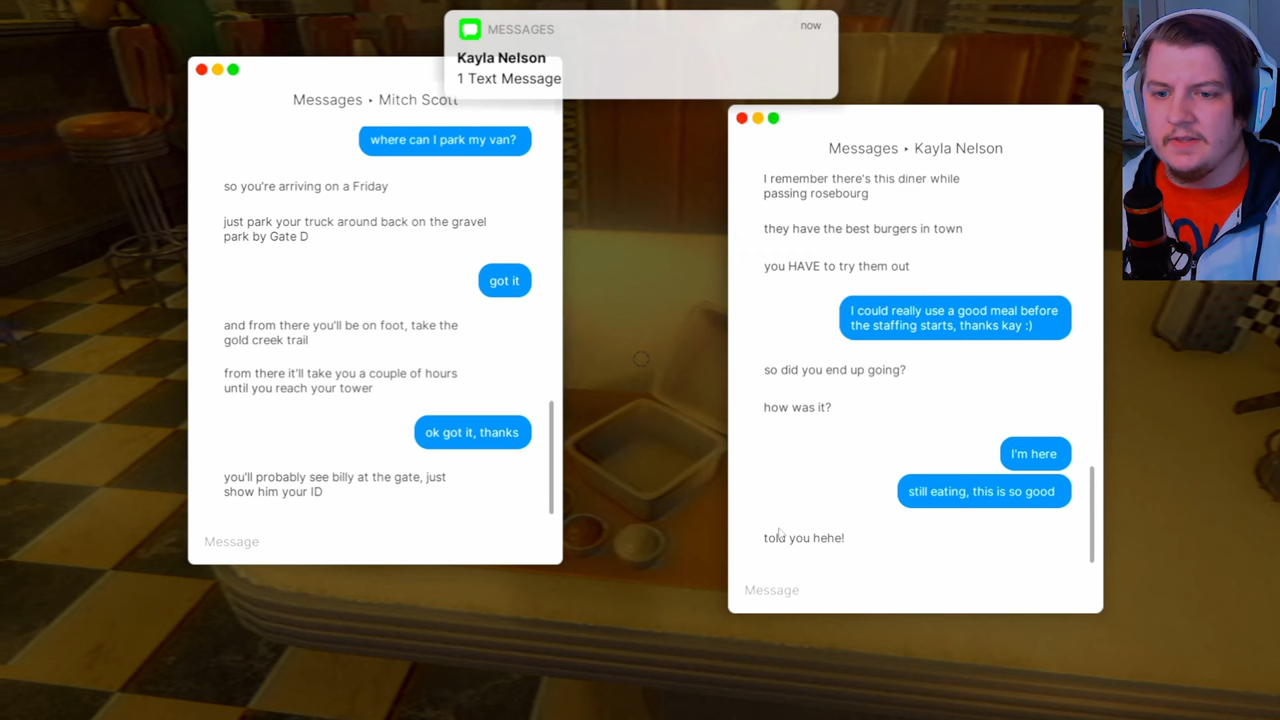 MESSAGES
now
Kayla Nelson
1 Text Message
Messages ▸ Mitch Scott
where can I park my van?
so you're arriving on a Friday
just park your truck around back on the gravel
park by Gate D
got it
and from there you'll be on foot, take the
gold creek trail
from there it'll take you a couple of hours
until you reach your tower
ok got it, thanks
you'll probably see billy at the gate, just
show him your ID
Message
Messages ▸ Kayla Nelson
I remember there's this diner while
passing rosebourg
they have the best burgers in town
you HAVE to try them out
I could really use a good meal before
the staffing starts, thanks kay :)
so did you end up going?
how was it?
I'm here
still eating, this is so good
told you hehe!
Message